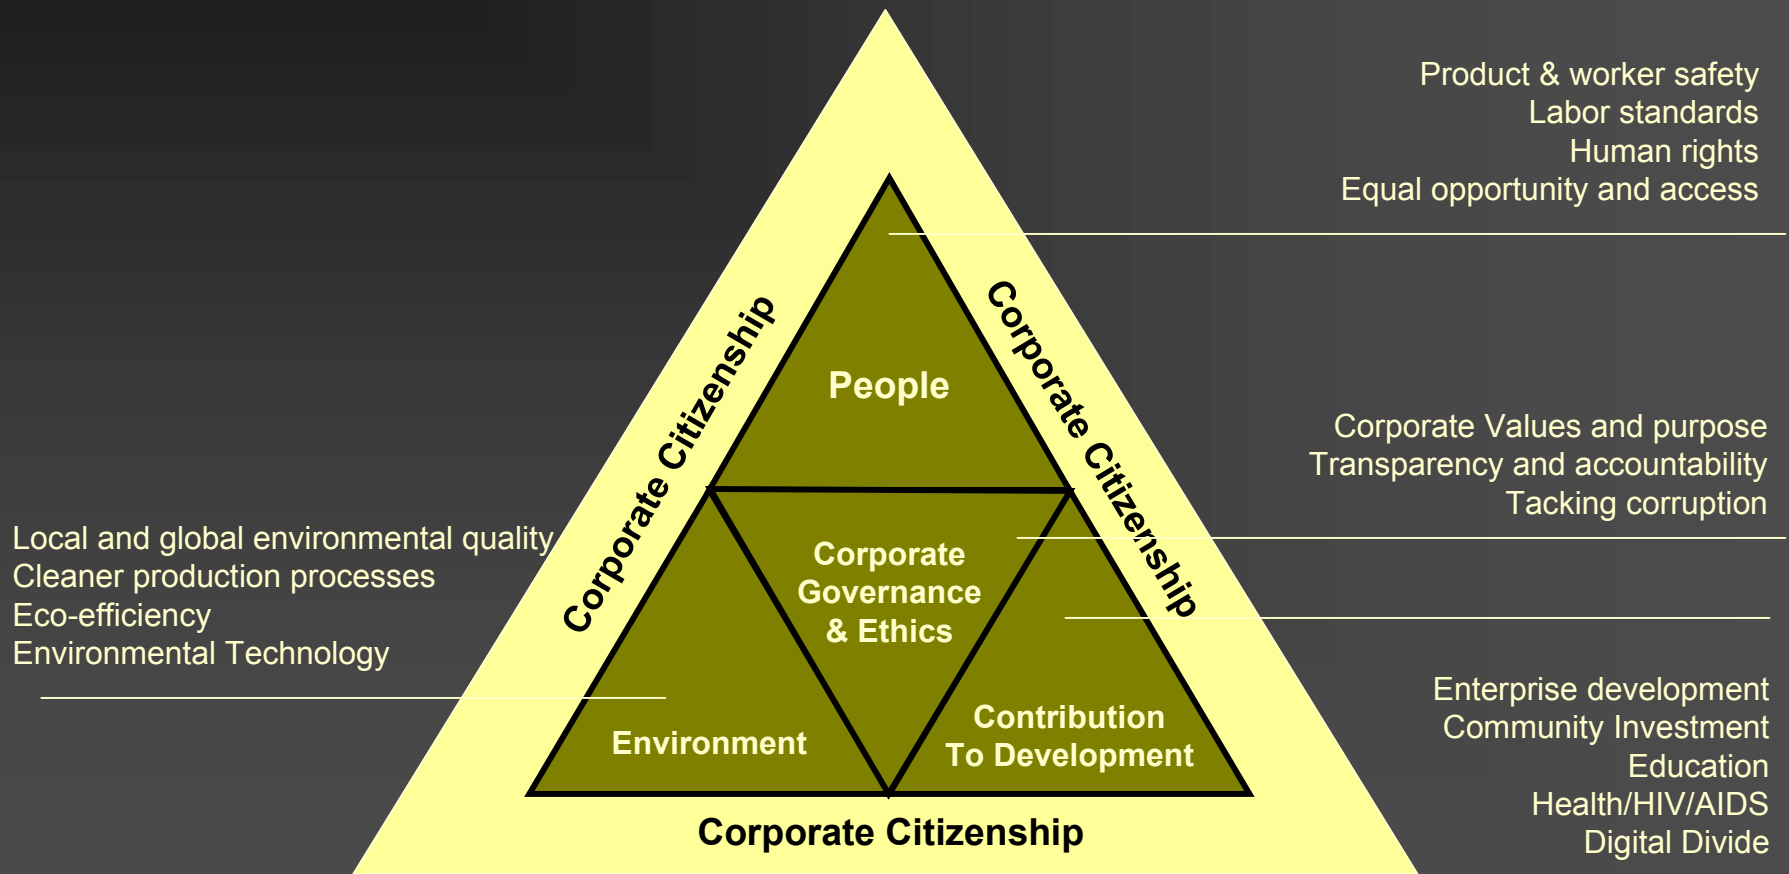 Product & worker safety
Labor standards
Human rights
Equal opportunity and access
Corporate Citizenship
Corporate Citizenship
People
Corporate Values and purpose
Transparency and accountability
Tacking corruption
Local and global environmental quality
Cleaner production processes
Eco-efficiency
Environmental Technology
Corporate
Governance
& Ethics
Environment
Contribution
To Development
Enterprise development
Community Investment
Education
Health/HIV/AIDS
Digital Divide
Corporate Citizenship